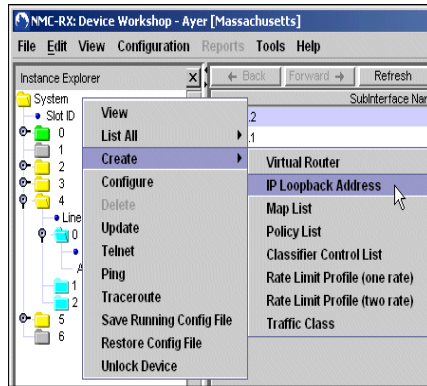 NMC-RX: Device Workshop - Ayer [Massachusetts]
File Edit View Configuration Reports Tools Help
Instance Explorer X
Back Forward Refresh
System
SubInterface Nar
Slot ID
View
.2
0
List All
.1
1
Create
Virtual Router
2
Configure
IP Loopback Address
3
Delete
Map List
4
Update
Policy List
Line
Telnet
Classifier Control List
0
Ping
Rate Limit Profile (one rate)
A
Traceroute
Rate Limit Profile (two rate)
1
2
Save Running Config File
Traffic Class
5
Restore Config File
6
Unlock Device